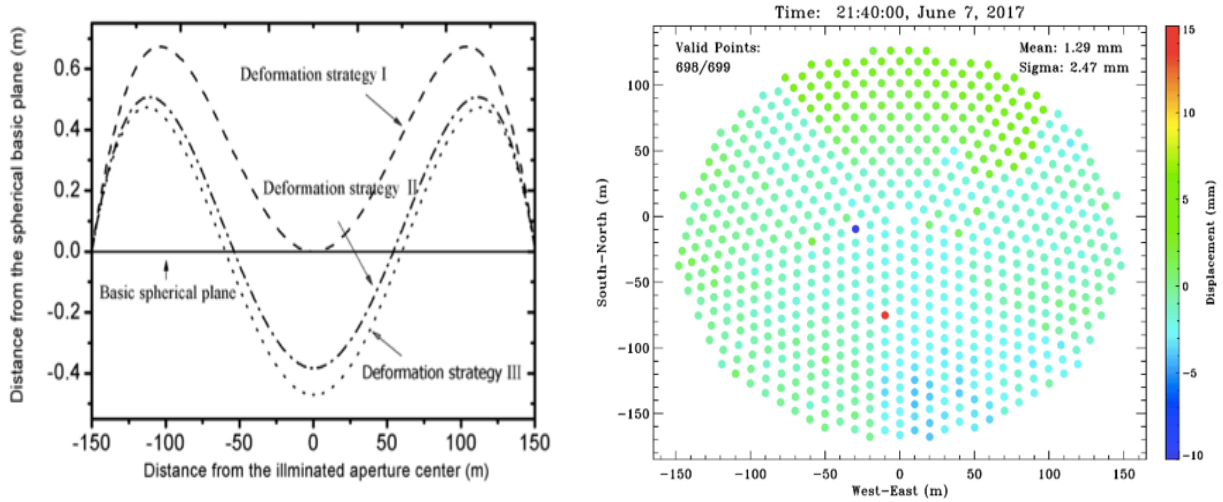 Distance from the spherical basic plane (m)
0.6
0.4
0.2
0.0
-0.2
-0.4
Deformation strategy I
Deformation strategy II
Basic spherical plane
Deformation strategy III
-150 -100 -50 0 50 100 150
Distance from the illminated aperture center (m)
Time: 21:40:00, June 7, 2017
Valid Points:
698/699
Mean: 1.29 mm
Sigma: 2.47 mm
South-North (m)
100
50
0
-50
-100
-150
-150 -100 -50 0 50 100 150
West-East (m)
15
10
5
0
-5
-10
Displacement (mm)